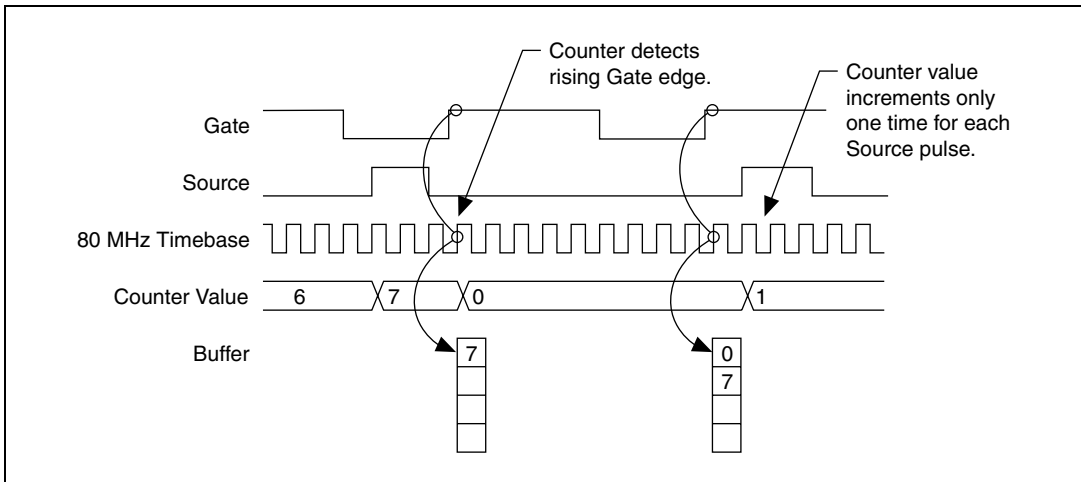 Counter detects
rising Gate edge.
Counter value
increments only
one time for each
Source pulse.
Gate
Source
80 MHz Timebase
Counter Value
6
7
0
1
Buffer
7
0
7